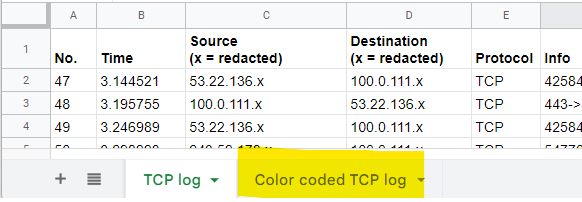 A B C D E
1 No. Time Source (x = redacted) Destination (x = redacted) Protocol Info
2 47 3.144521 53.22.136.x 100.0.111.x TCP 42584
3 48 3.195755 100.0.111.x 53.22.136.x TCP 443->
4 49 3.246989 53.22.136.x 100.0.111.x TCP 42584
TCP log Color coded TCP log